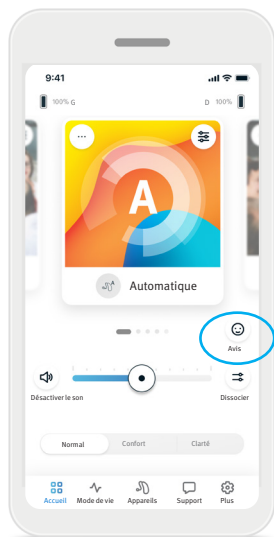 9:41
100% G
D 100%
A
A
Automatique
Avis
Désactiver le son
Dissocier
Normal
Confort
Clarté
Accueil
Mode de vie
Appareils
Support
Plus